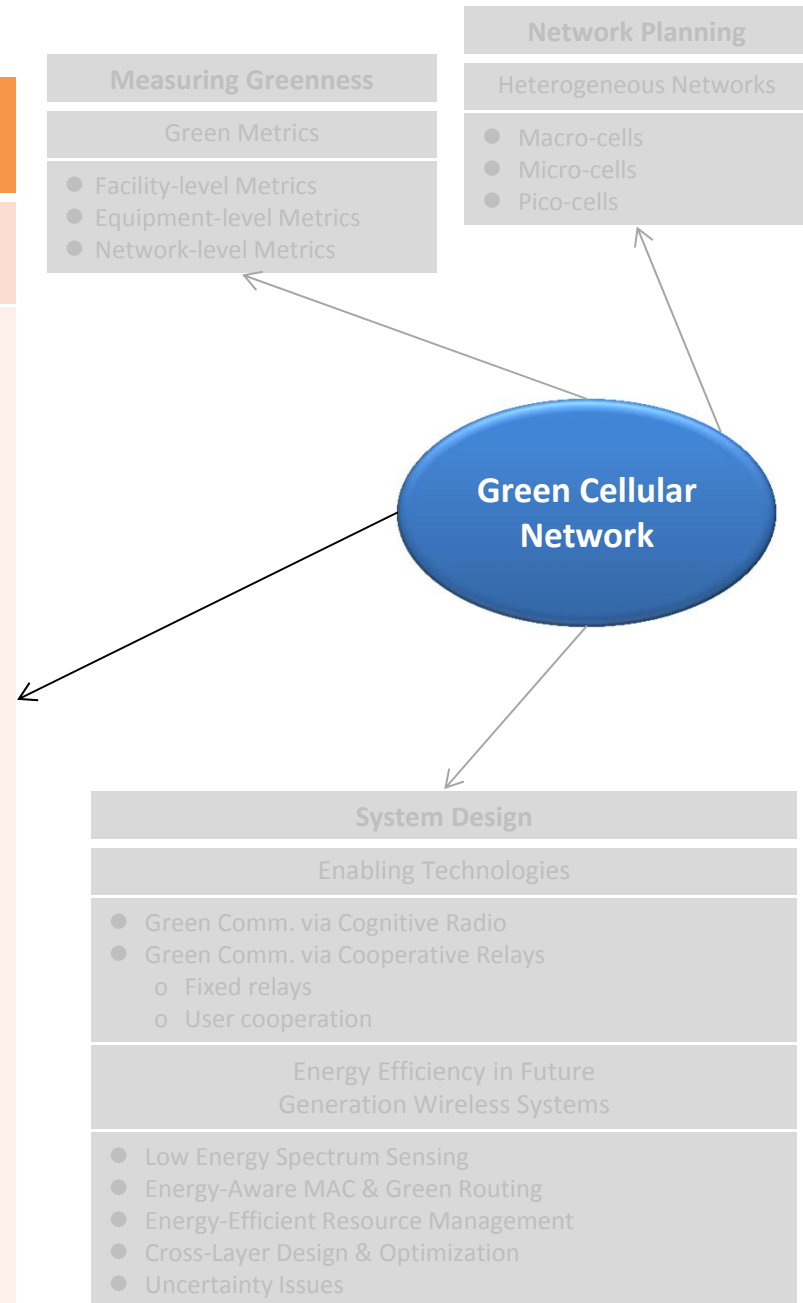 Network Planning
Heterogeneous Networks
● Macro-cells
● Micro-cells
● Pico-cells
Measuring Greenness
Green Metrics
● Facility-level Metrics
● Equipment-level Metrics
● Network-level Metrics
Green Cellular
Network
System Design
Enabling Technologies
● Green Comm. via Cognitive Radio
● Green Comm. via Cooperative Relays
o Fixed relays
o User cooperation
Energy Efficiency in Future
Generation Wireless Systems
● Low Energy Spectrum Sensing
● Energy-Aware MAC & Green Routing
● Energy-Efficient Resource Management
● Cross-Layer Design & Optimization
● Uncertainty Issues